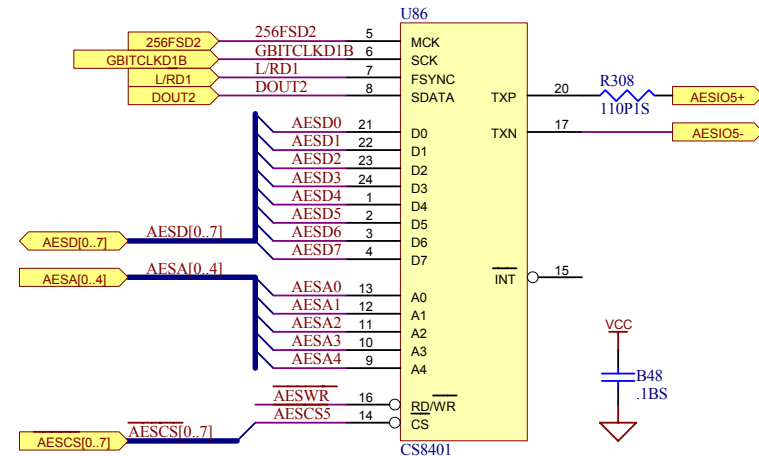 U86
256FSD2 256FSD2 5 MCK
GBITCLKD1B GBITCLKD1B 6 SCK
L/RD1 L/RD1 7 FSYNC
DOUT2 DOUT2 8 SDATA
TXP 20 R308 110P1S AESIO5+
TXN 17 AESIO5-
AESD0 21 D0
AESD1 22 D1
AESD2 23 D2
AESD3 24 D3
AESD4 1 D4
AESD5 2 D5
AESD6 3 D6
AESD7 4 D7
AESD[0..7] AESD[0..7]
AESA[0..4] AESA[0..4]
INT 15
AESA0 13 A0
AESA1 12 A1
AESA2 11 A2
AESA3 10 A3
AESA4 9 A4
VCC
B48
.1BS
AESWR 16 RD/WR
AESCS5 14 CS
AESCS[0..7] AESCS[0..7]
CS8401